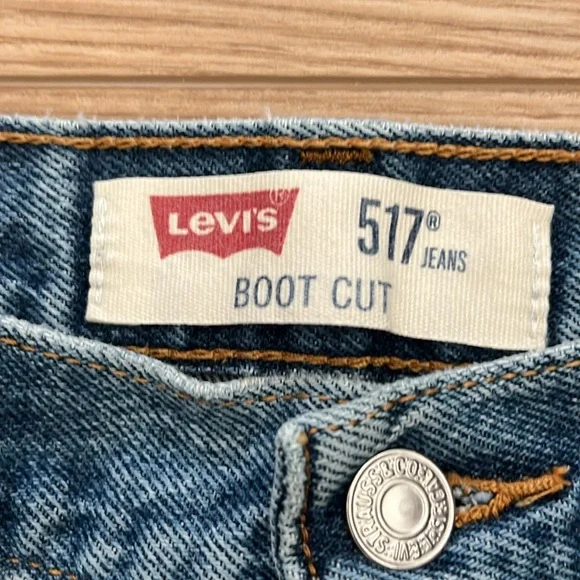 LEVI'S®
517® JEANS
BOOT CUT
LEVI STRAUSS & CO